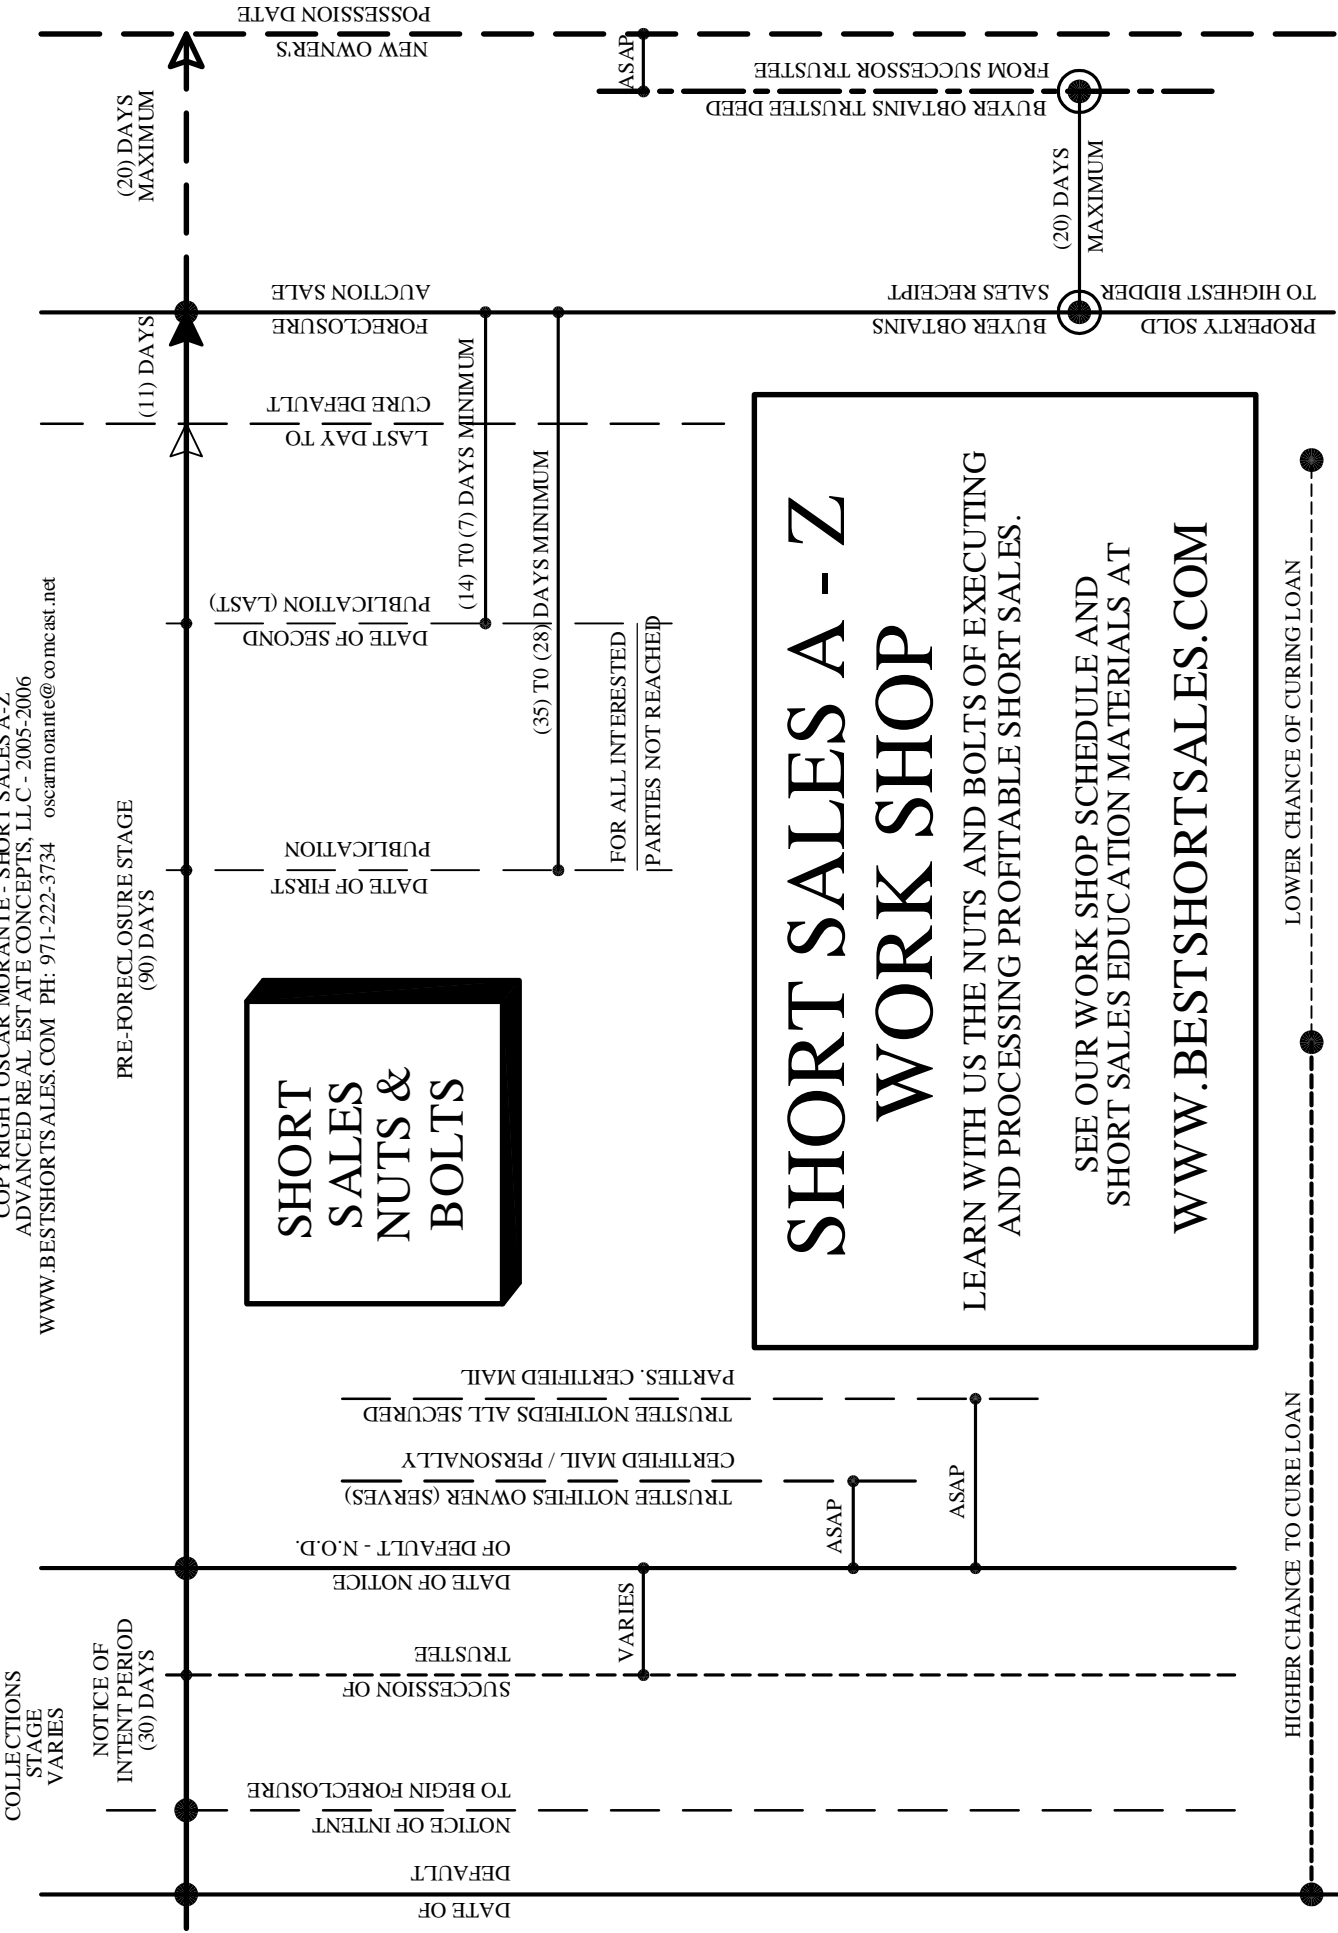 COPYRIGHT OSCAR MORANTE - SHORT SALES A-Z
ADVANCED REAL ESTATE CONCEPTS, LLC - 2005-2006
WWW.BESTSHORTSALES.COM PH: 971-222-3734 oscarmorante@comcast.net
COLLECTIONS
STAGE
VARIES
NOTICE OF
INTENT PERIOD
(30) DAYS
PRE-FORECLOSURE STAGE
(90) DAYS
(11) DAYS
(20) DAYS
MAXIMUM
DATE OF
DEFAULT
NOTICE OF INTENT
TO BEGIN FORECLOSURE
SUCCESSION OF
TRUSTEE
DATE OF NOTICE
OF DEFAULT - N.O.D.
VARIES
TRUSTEE NOTIFIES OWNER (SERVES)
CERTIFIED MAIL / PERSONALLY
ASAP
TRUSTEE NOTIFIEDS ALL SECURED
PARTIES. CERTIFIED MAIL
ASAP
SHORT
SALES
NUTS &
BOLTS
DATE OF FIRST
PUBLICATION
DATE OF SECOND
PUBLICATION (LAST)
FOR ALL INTERESTED
PARTIES NOT REACHED
(35) T0 (28) DAYS MINIMUM
(14) T0 (7) DAYS MINIMUM
LAST DAY TO
CURE DEFAULT
FORECLOSURE
AUCTION SALE
BUYER OBTAINS
SALES RECEIPT
PROPERTY SOLD
TO HIGHEST BIDDER
(20) DAYS
MAXIMUM
BUYER OBTAINS TRUSTEE DEED
FROM SUCCESSOR TRUSTEE
ASAP
NEW OWNER'S
POSSESSION DATE
SHORT SALES A - Z
WORK SHOP
LEARN WITH US THE NUTS AND BOLTS OF EXECUTING
AND PROCESSING PROFITABLE SHORT SALES.
SEE OUR WORK SHOP SCHEDULE AND
SHORT SALES EDUCATION MATERIALS AT
WWW.BESTSHORTSALES.COM
HIGHER CHANCE TO CURE LOAN
LOWER CHANCE OF CURING LOAN